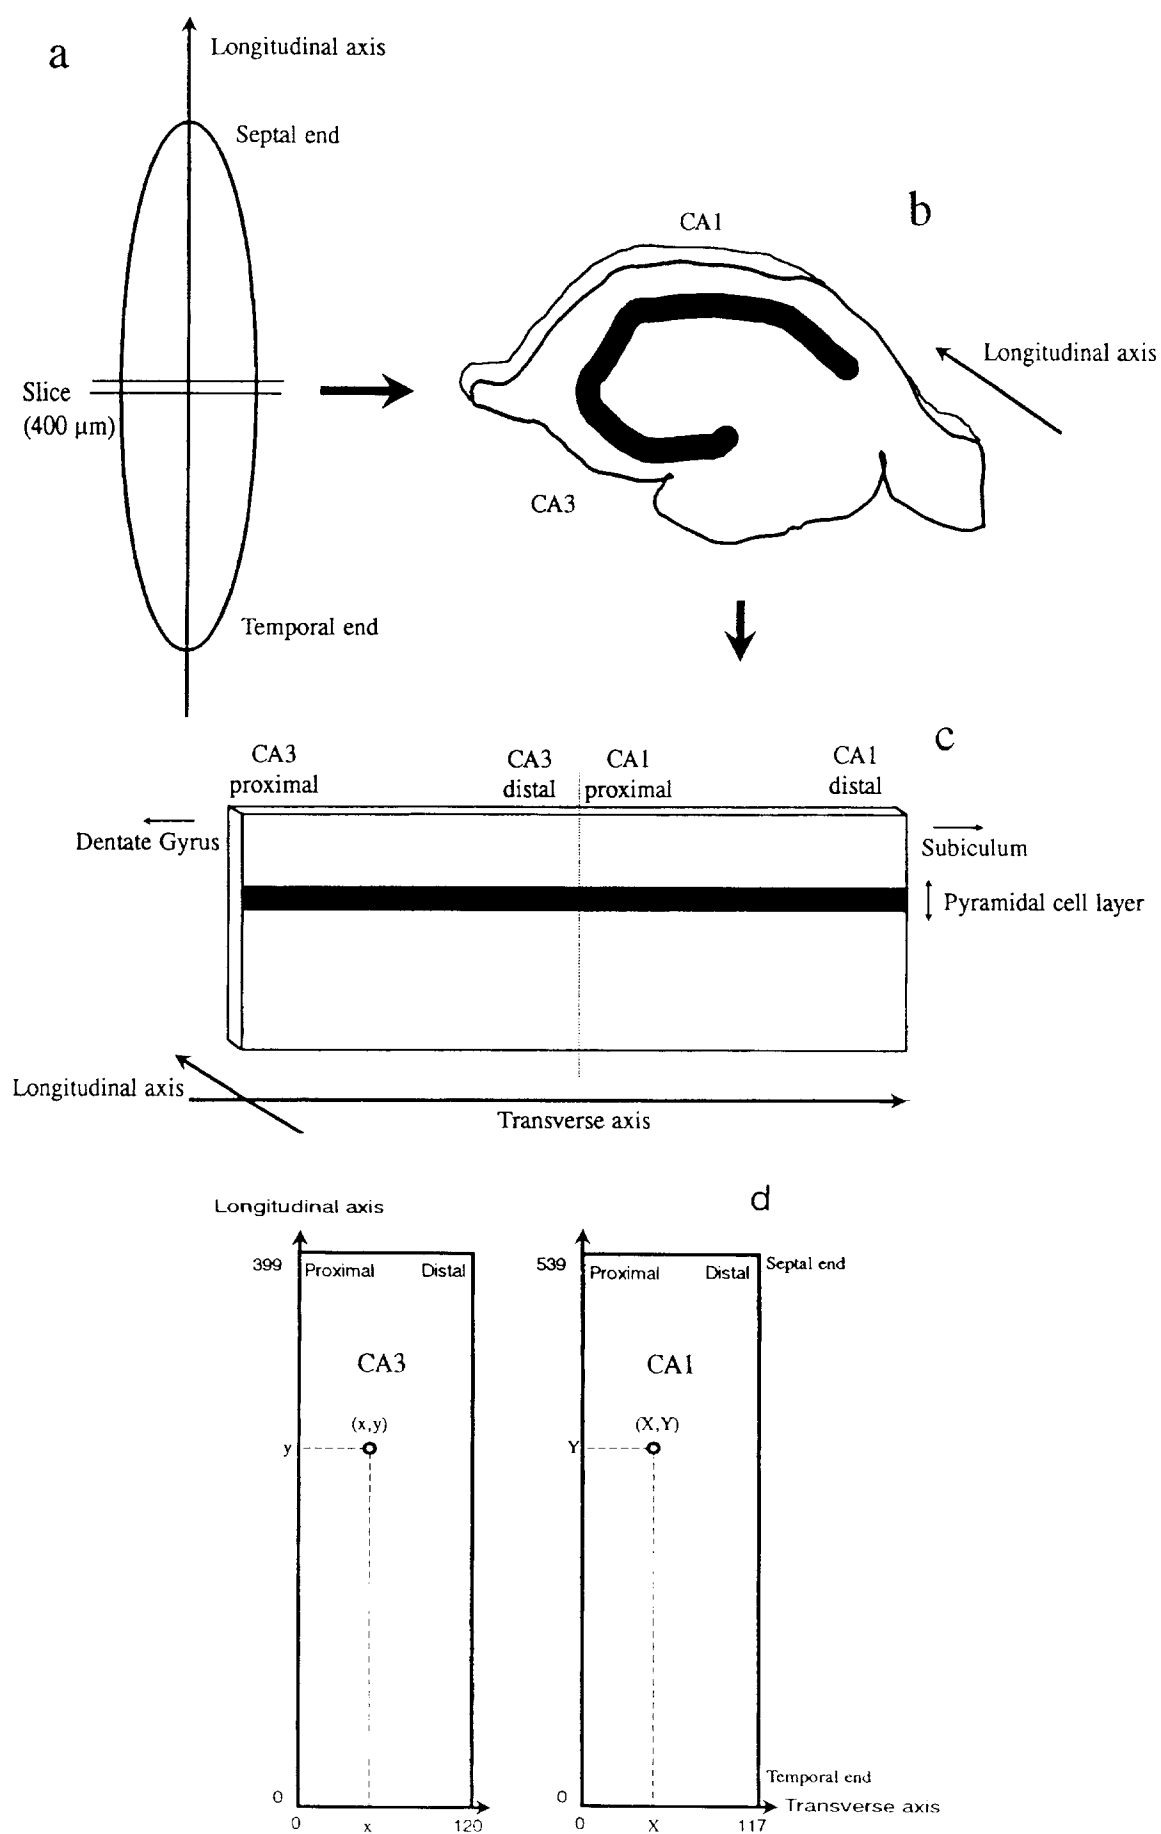 a
Longitudinal axis
Septal end
Slice
(400 µm)
Temporal end
b
CA1
Longitudinal axis
CA3
c
CA3
proximal
CA3
distal
CA1
proximal
CA1
distal
Dentate Gyrus
Subiculum
Pyramidal cell layer
Longitudinal axis
Transverse axis
d
Longitudinal axis
399
Proximal
Distal
CA3
(x,y)
y
0
0
x
120
539
Proximal
Distal
Septal end
CA1
(X,Y)
Y
0
Temporal end
Transverse axis
0
X
117